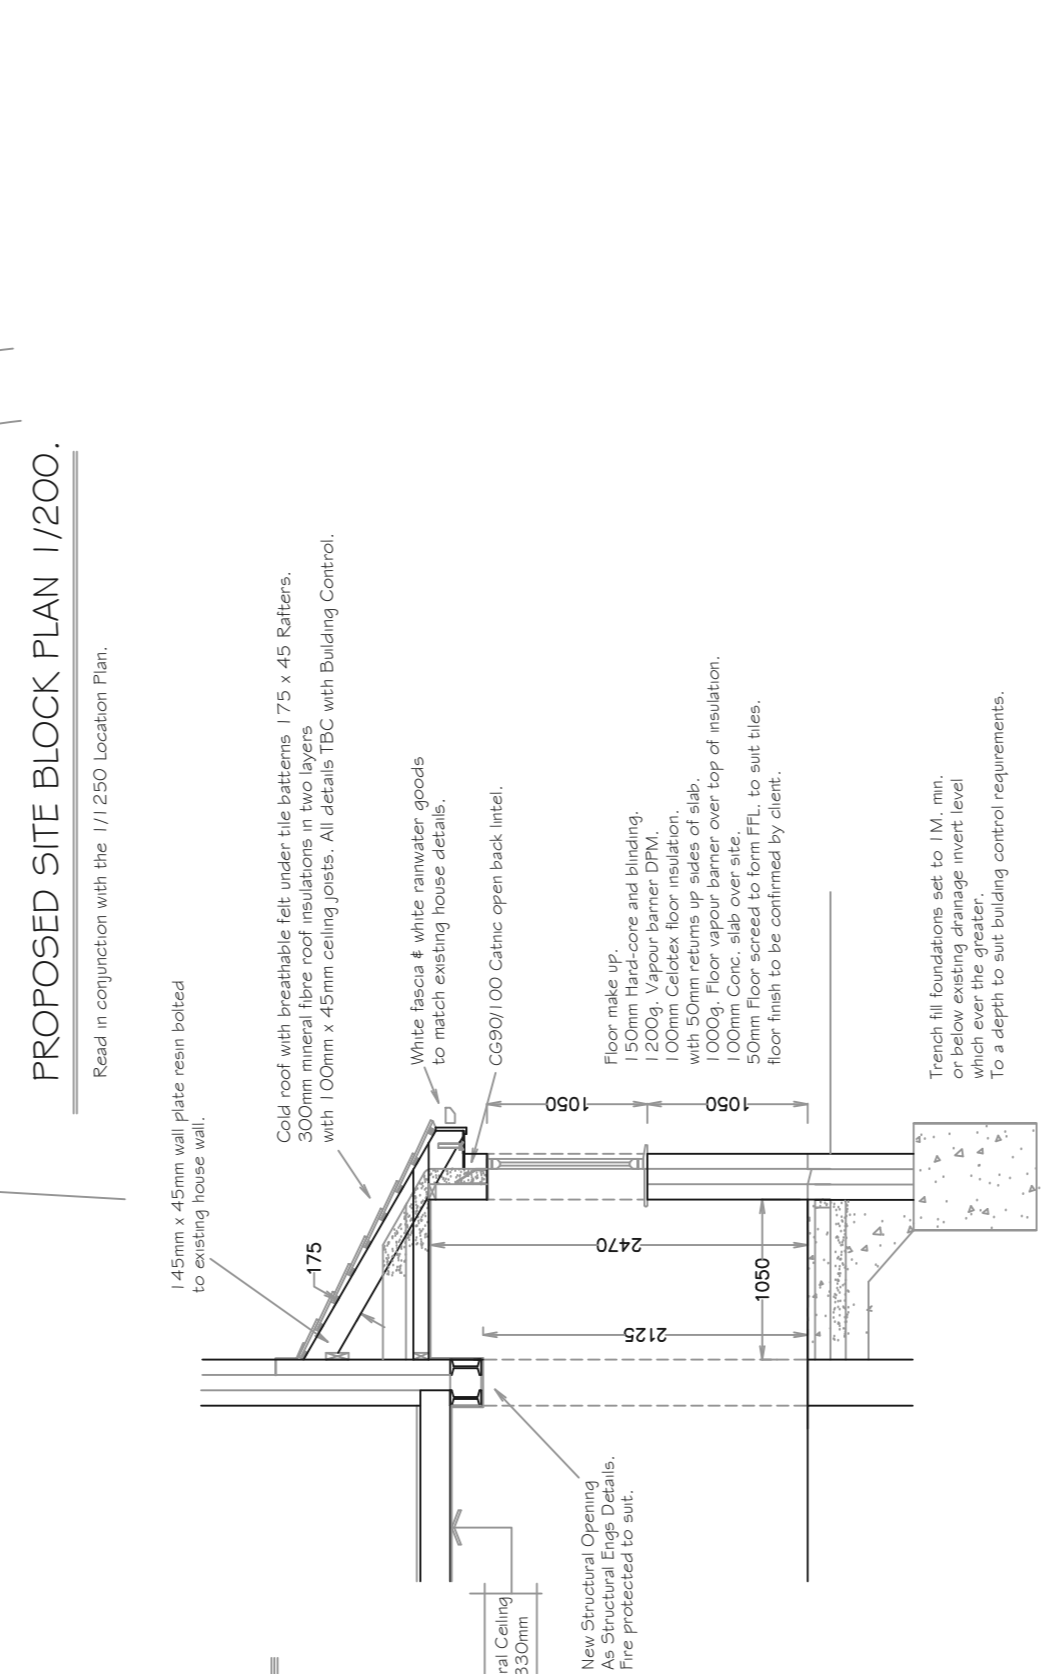 PROPOSED SITE BLOCK PLAN 1/200.
Read in conjunction with the 1/1250 Location Plan.
145mm x 45mm wall plate resin bolted
to existing house wall.
Cold roof with breathable felt under tile batterns 175 x 45 Rafters.
300mm mineral fibre roof insulations in two layers
with 100mm x 45mm ceiling joists. All details TBC with Building Control.
175
White fascia & white rainwater goods
to match existing house details.
CG90/100 Catnic open back lintel.
1050
1050
2470
2125
1050
Floor make up.
150mm Hard-core and blinding.
1200g. Vapour barrier DPM.
100mm Celotex floor insulation.
with 50mm returns up sides of slab.
1000g. Floor vapour barrier over top of insulation.
100mm Conc. slab over site.
50mm Floor screed to form FFL. to suit tiles.
floor finish to be confirmed by client.
Trench fill foundations set to 1M. min.
or below existing drainage invert level
which ever the greater.
To a depth to suit building control requirements.
New Structural Opening
As Structural Engs Details.
Fire protected to suit.
Ceiling
330mm